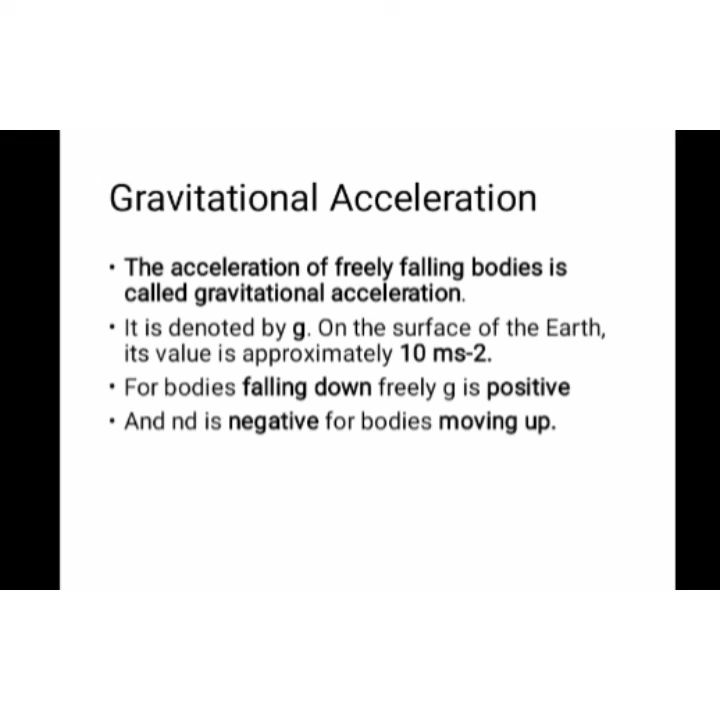 Gravitational Acceleration
• The acceleration of freely falling bodies is
called gravitational acceleration.
• It is denoted by g. On the surface of the Earth,
its value is approximately 10 ms-2.
• For bodies falling down freely g is positive
• And nd is negative for bodies moving up.